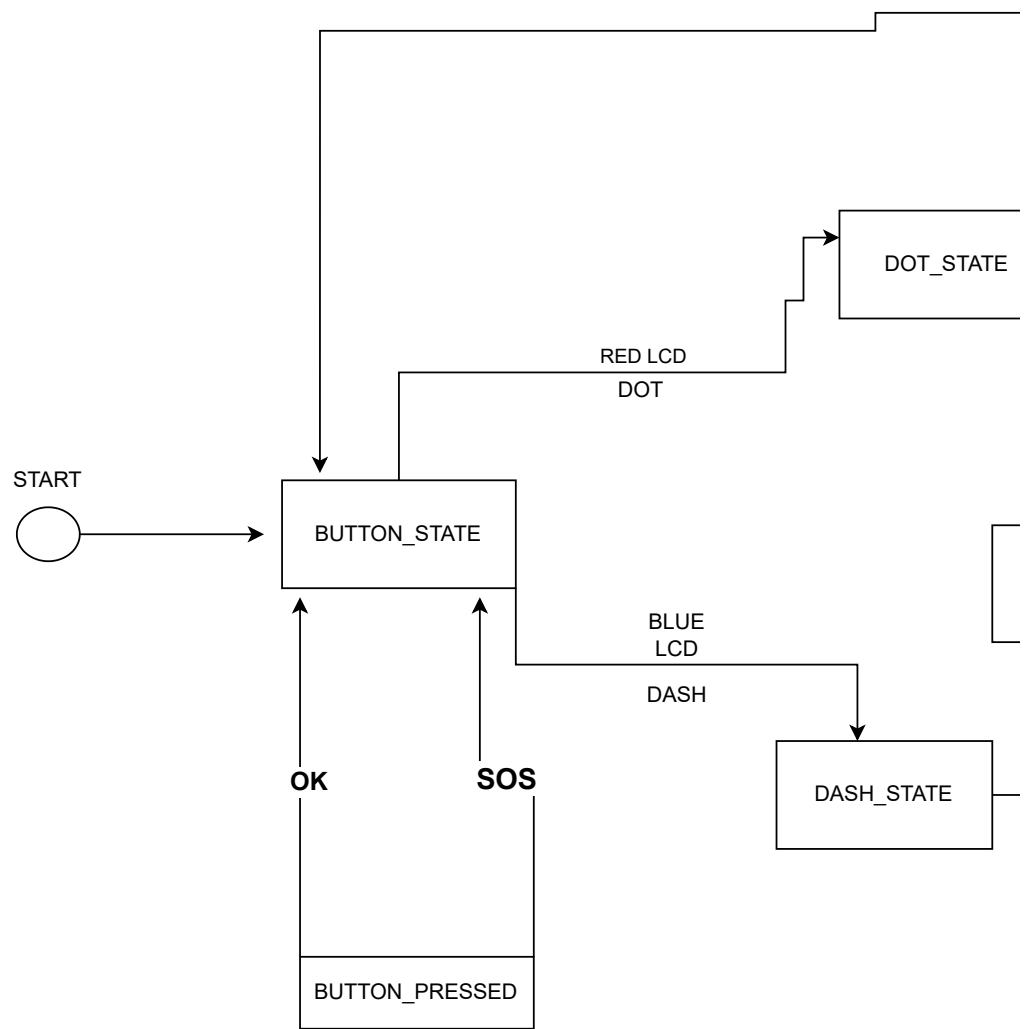 DOT_STATE
RED LCD
DOT
START
BUTTON_STATE
BLUE
LCD
DASH
OK
SOS
DASH_STATE
BUTTON_PRESSED